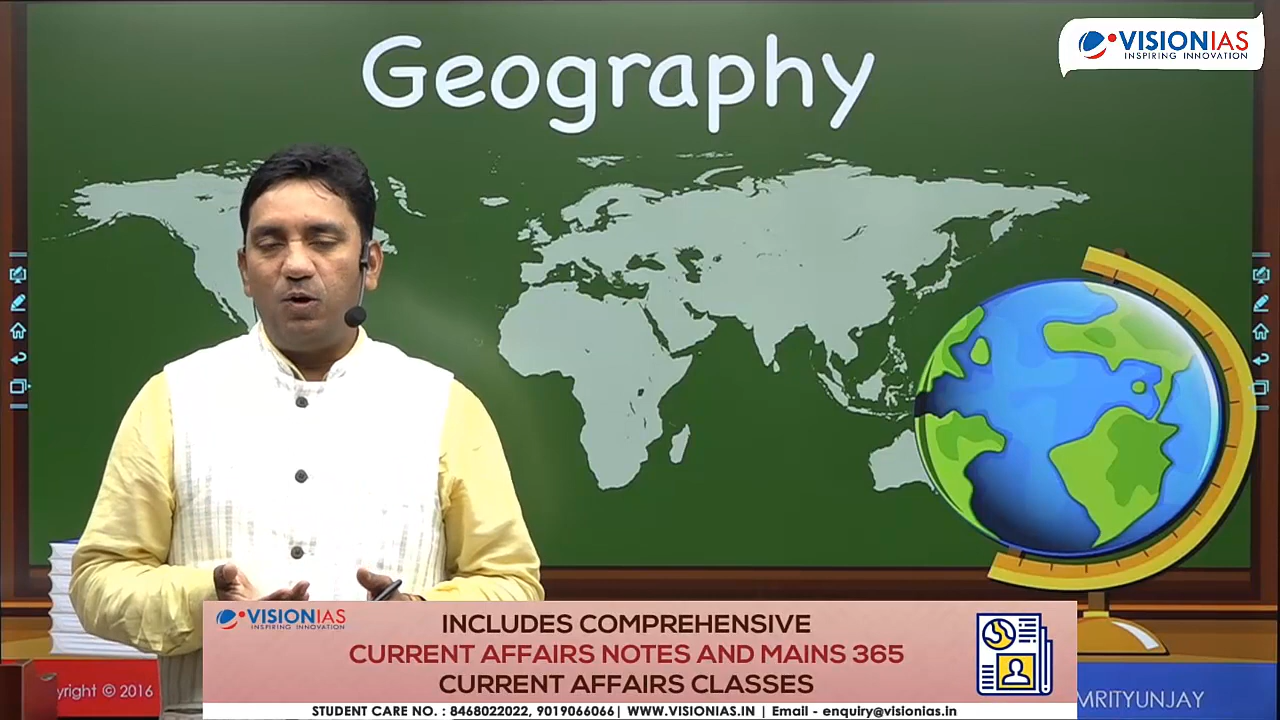 Geography
VISIONIAS
INSPIRING INNOVATION
VISIONIAS
INSPIRING INNOVATION
INCLUDES COMPREHENSIVE
CURRENT AFFAIRS NOTES AND MAINS 365
CURRENT AFFAIRS CLASSES
yright © 2016
MRITYUNJAY
STUDENT CARE NO. : 8468022022, 9019066066| WWW.VISIONIAS.IN | Email - enquiry@visionias.in